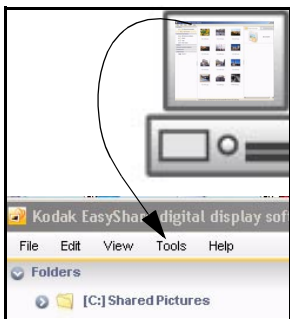 Kodak EasyShare digital display sof
File Edit View Tools Help
Folders
[C:] Shared Pictures